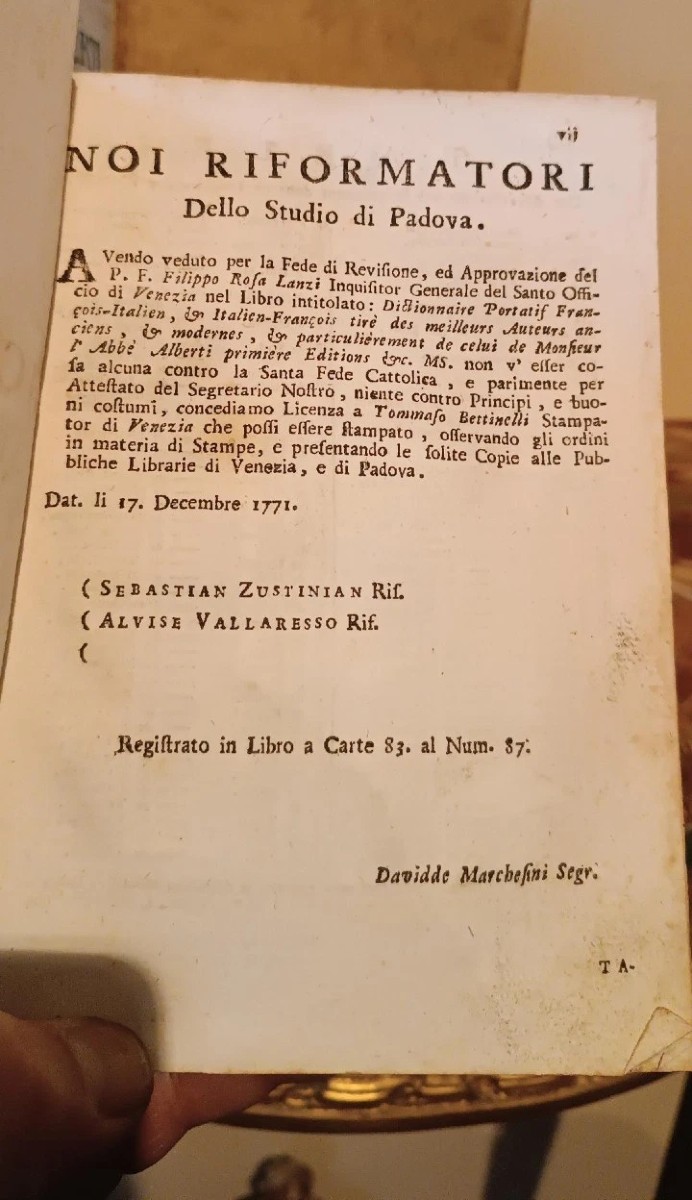 vij
NOI RIFORMATORI
Dello Studio di Padova.
AVendo veduto per la Fede di Reviſione, ed Approvazione del
P. F. Filippo Roſa Lanzi Inquiſitor Generale del Santo Offi-
cio di Venezia nel Libro intitolato: Dictionnaire Portatif Fran-
çois-Italien, & Italien-François tirè des meilleurs Auteurs an-
ciens, & modernes, & particuliérement de celui de Monſieur
l'Abbè Alberti primiére Editions &c. MS. non v'eſſer co-
ſa alcuna contro la Santa Fede Cattolica, e parimente per
Atteſtato del Segretario Noſtro, niente contro Principi, e buo-
ni coſtumi, concediamo Licenza a Tommaſo Bettinelli Stampa-
tor di Venezia che poſſi eſſere ſtampato, oſſervando gli ordini
in materia di Stampe, e preſentando le ſolite Copie alle Pub-
bliche Librarie di Venezia, e di Padova.
Dat. li 17. Decembre 1771.
( SEBASTIAN ZUSTINIAN Rif.
( ALVISE VALLARESSO Rif.
(
Regiſtrato in Libro a Carte 83. al Num. 87.
Davidde Marcheſini Segr.
TA-